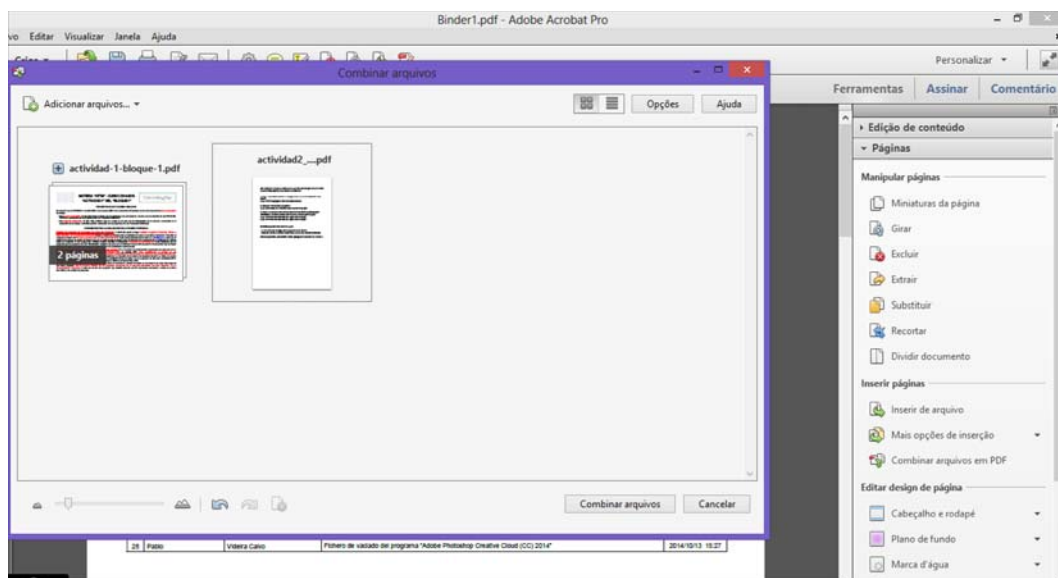 Binder1.pdf - Adobe Acrobat Pro
vo Editar Visualizar Janela Ajuda
Personalizar
Ferramentas Assinar Comentário
Combinar arquivos
Adicionar arquivos...
Opções Ajuda
actividad-1-bloque-1.pdf
2 páginas
actividad2_....pdf
Combinar arquivos Cancelar
Edição de conteúdo
Páginas
Manipular páginas
Miniaturas da página
Girar
Excluir
Extrair
Substituir
Recortar
Dividir documento
Inserir páginas
Inserir de arquivo
Mais opções de inserção
Combinar arquivos em PDF
Editar design de página
Cabeçalho e rodapé
Plano de fundo
Marca d'água
Pablo Videira Calvo Fichero de vaciado del programa "Adobe Photoshop Creative Cloud (CC) 2014" 2014/10/13